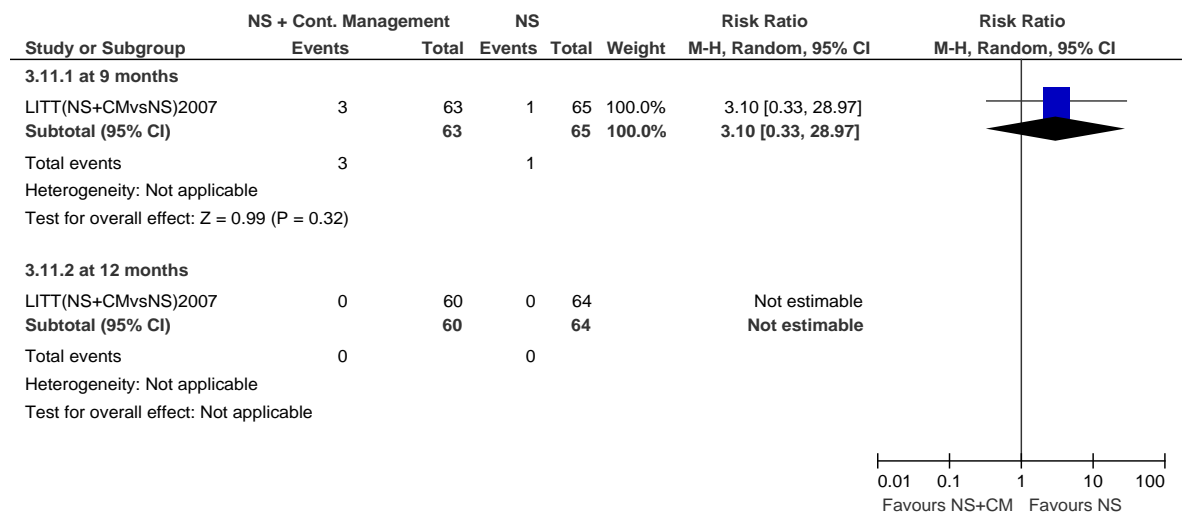 NS + Cont. Management NS Risk Ratio Risk Ratio
Study or Subgroup Events Total Events Total Weight M-H, Random, 95% CI M-H, Random, 95% CI
3.11.1 at 9 months
LITT(NS+CMvsNS)2007 3 63 1 65 100.0% 3.10 [0.33, 28.97]
Subtotal (95% CI) 63 65 100.0% 3.10 [0.33, 28.97]
Total events 3 1
Heterogeneity: Not applicable
Test for overall effect: Z = 0.99 (P = 0.32)
3.11.2 at 12 months
LITT(NS+CMvsNS)2007 0 60 0 64 Not estimable
Subtotal (95% CI) 60 64 Not estimable
Total events 0 0
Heterogeneity: Not applicable
Test for overall effect: Not applicable
0.01 0.1 1 10 100
Favours NS+CM Favours NS